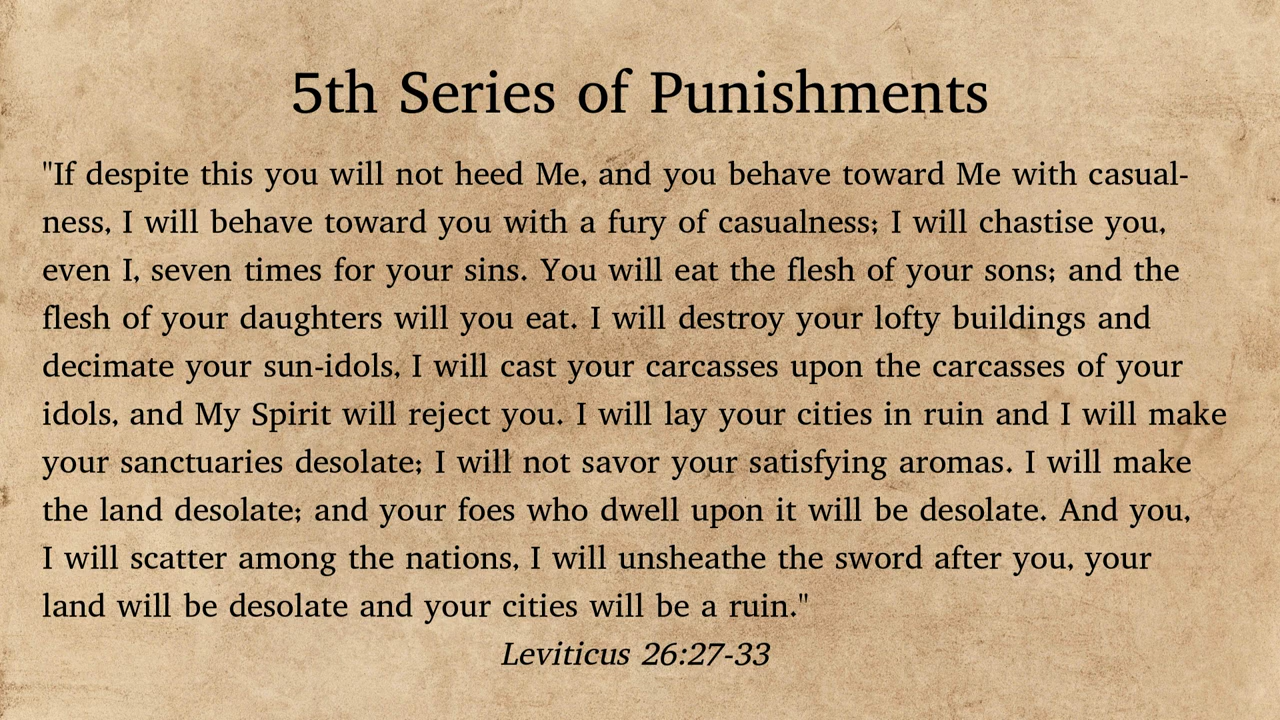 5th Series of Punishments
"If despite this you will not heed Me, and you behave toward Me with casual-
ness, I will behave toward you with a fury of casualness; I will chastise you,
even I, seven times for your sins. You will eat the flesh of your sons; and the
flesh of your daughters will you eat. I will destroy your lofty buildings and
decimate your sun-idols, I will cast your carcasses upon the carcasses of your
idols, and My Spirit will reject you. I will lay your cities in ruin and I will make
your sanctuaries desolate; I will not savor your satisfying aromas. I will make
the land desolate; and your foes who dwell upon it will be desolate. And you,
I will scatter among the nations, I will unsheathe the sword after you, your
land will be desolate and your cities will be a ruin."
Leviticus 26:27-33